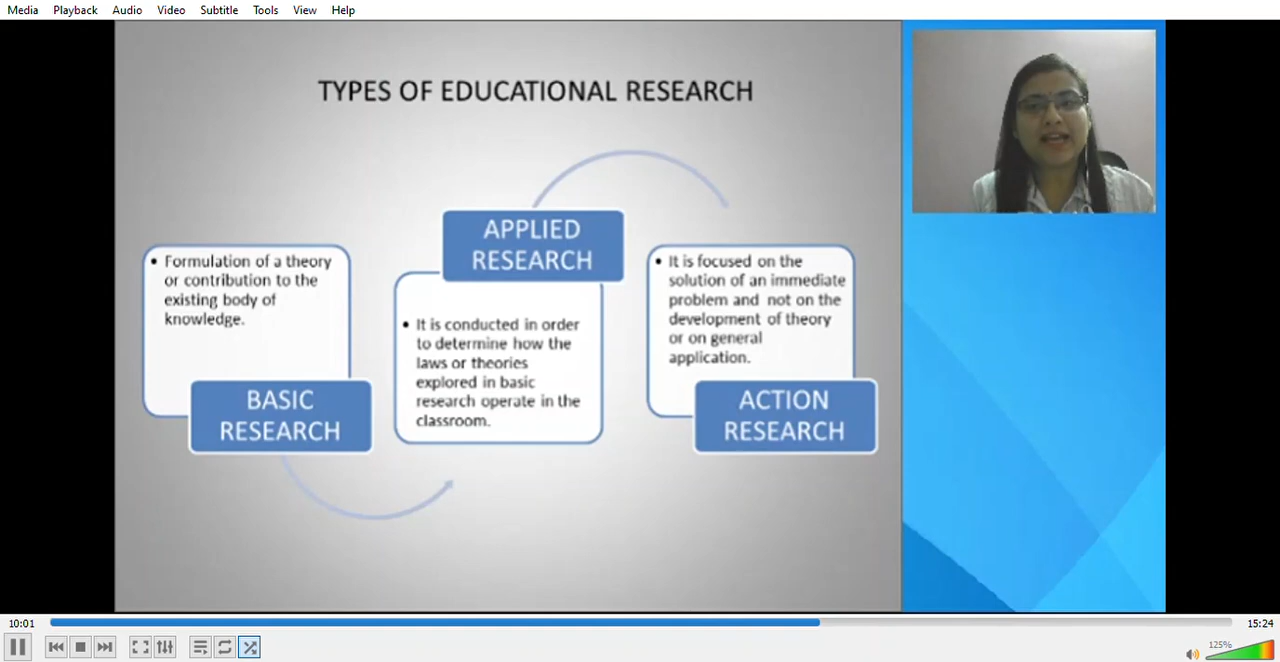 Media Playback Audio Video Subtitle Tools View Help
TYPES OF EDUCATIONAL RESEARCH
• Formulation of a theory
or contribution to the
existing body of
knowledge.
BASIC
RESEARCH
APPLIED
RESEARCH
• It is conducted in order
to determine how the
laws or theories
explored in basic
research operate in the
classroom.
• It is focused on the
solution of an immediate
problem and not on the
development of theory
or on general
application.
ACTION
RESEARCH
10:01
15:24
125%